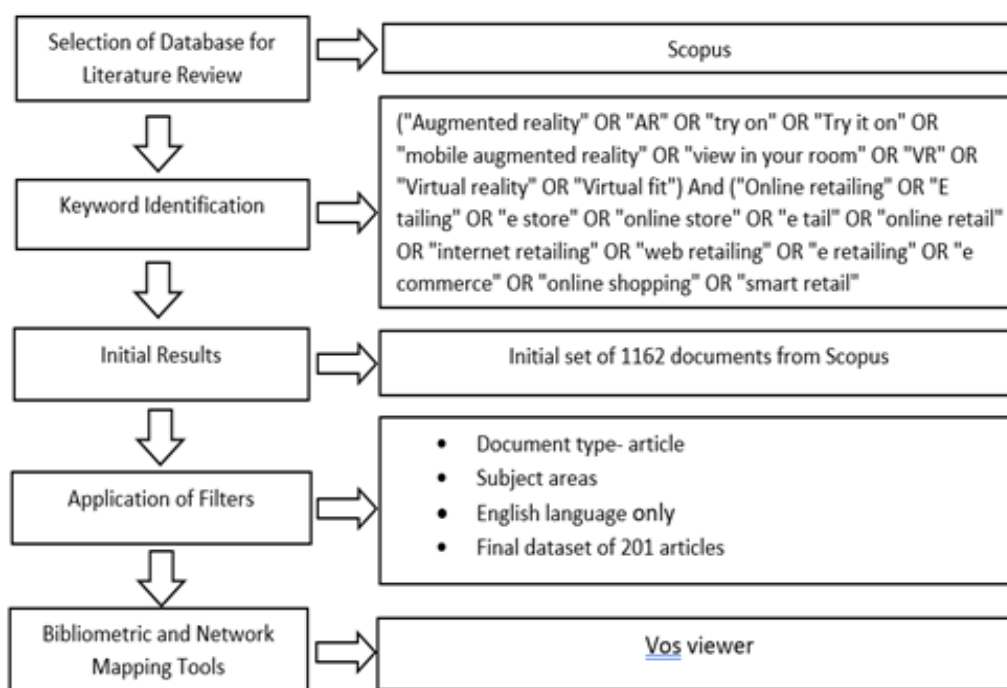 Selection of Database for
Literature Review
Scopus
Keyword Identification
("Augmented reality" OR "AR" OR "try on" OR "Try it on" OR
"mobile augmented reality" OR "view in your room" OR "VR" OR
"Virtual reality" OR "Virtual fit") And ("Online retailing" OR "E
tailing" OR "e store" OR "online store" OR "e tail" OR "online retail"
OR "internet retailing" OR "web retailing" OR "e retailing" OR "e
commerce" OR "online shopping" OR "smart retail"
Initial Results
Initial set of 1162 documents from Scopus
Application of Filters
• Document type- article
• Subject areas
• English language only
• Final dataset of 201 articles
Bibliometric and Network
Mapping Tools
Vos viewer